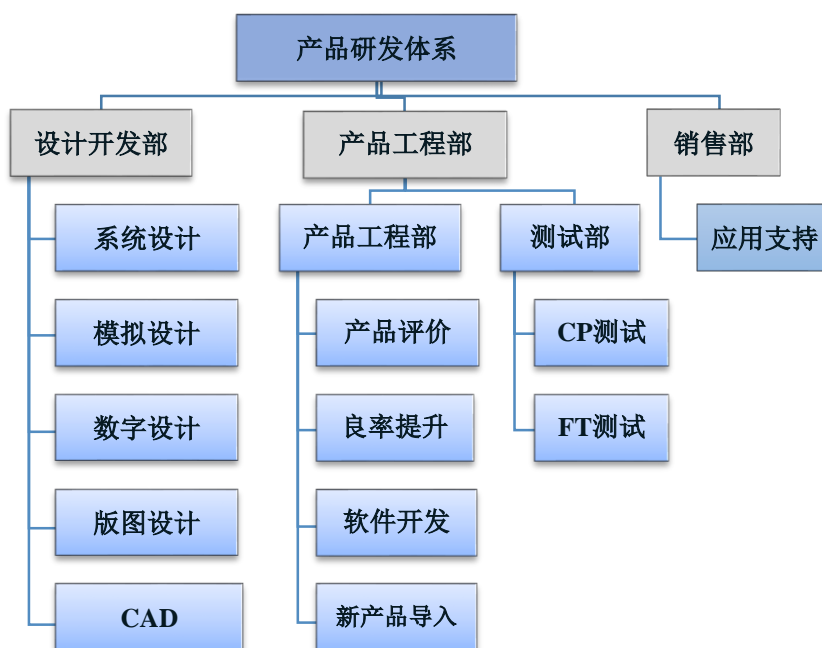 产品研发体系
设计开发部
产品工程部
销售部
系统设计
产品工程部
测试部
应用支持
模拟设计
产品评价
CP测试
数字设计
良率提升
FT测试
版图设计
软件开发
CAD
新产品导入